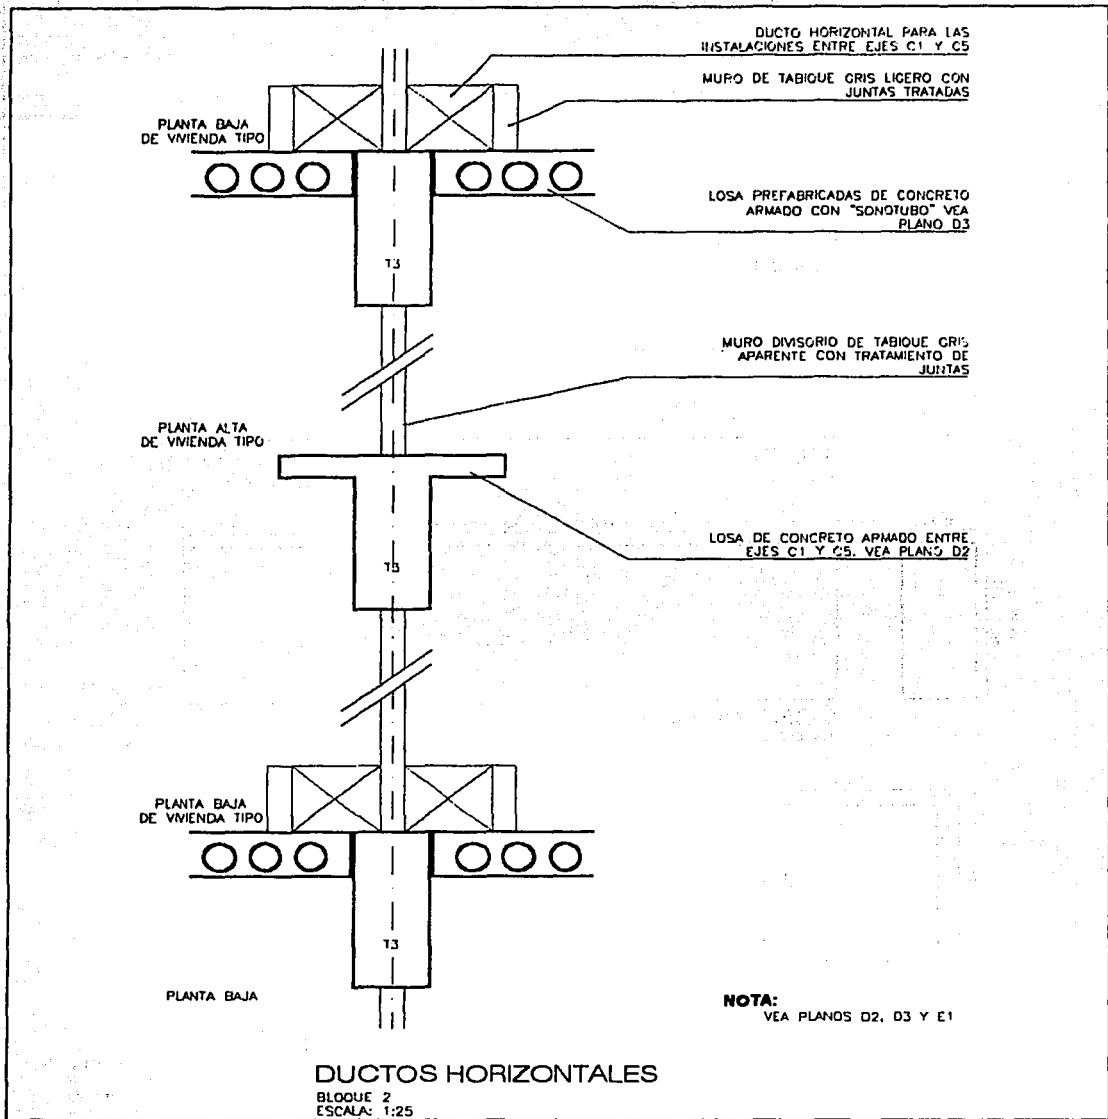 DUCTO HORIZONTAL PARA LAS
INSTALACIONES ENTRE EJES C1 Y C5
MURO DE TABIQUE GRIS LIGERO CON
JUNTAS TRATADAS
PLANTA BAJA
DE VIVIENDA TIPO
LOSA PREFABRICADAS DE CONCRETO
ARMADO CON "SONOTUBO" VEA
PLANO D3
T3
MURO DIVISORIO DE TABIQUE GRIS
APARENTE CON TRATAMIENTO DE
JUNTAS
PLANTA ALTA
DE VIVIENDA TIPO
LOSA DE CONCRETO ARMADO ENTRE
EJES C1 Y C5. VEA PLANO D2
T3
PLANTA BAJA
DE VIVIENDA TIPO
T3
PLANTA BAJA
NOTA:
VEA PLANOS D2, D3 Y E1
DUCTOS HORIZONTALES
BLOQUE 2
ESCALA: 1:25